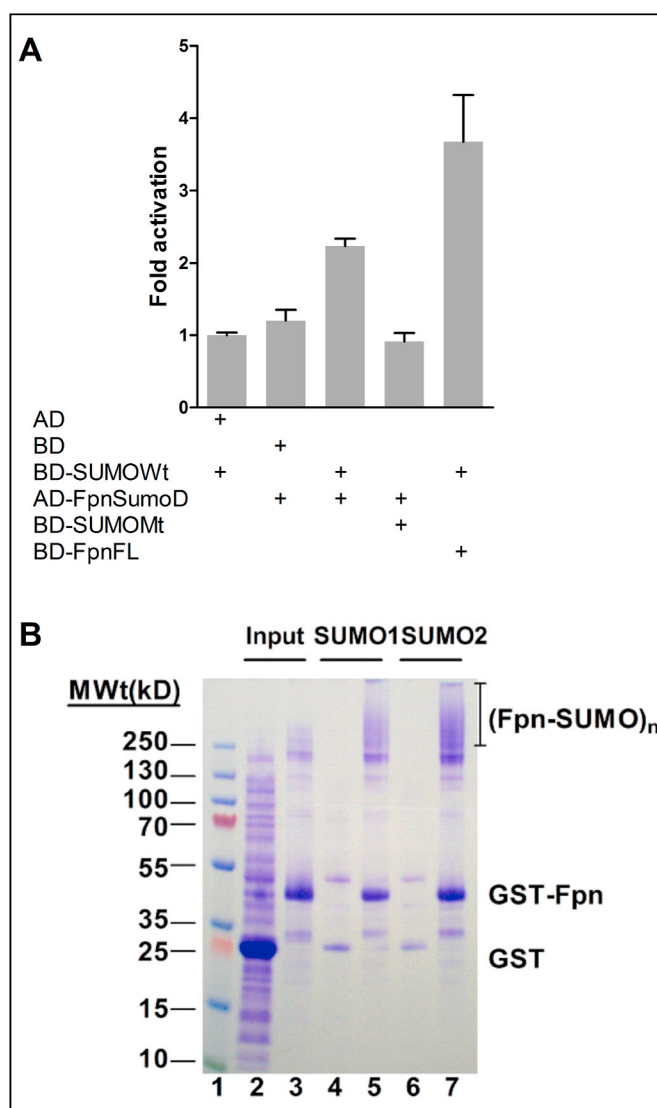 A
5
4
3
2
1
0
Fold activation
AD +
BD +
BD-SUMOWt + + +
AD-FpnSumoD + + +
BD-SUMOMt +
BD-FpnFL +
B
Input SUMO1 SUMO2
MWt(kD)
250
130
100
70
55
35
25
15
10
(Fpn-SUMO)n
GST-Fpn
GST
1 2 3 4 5 6 7